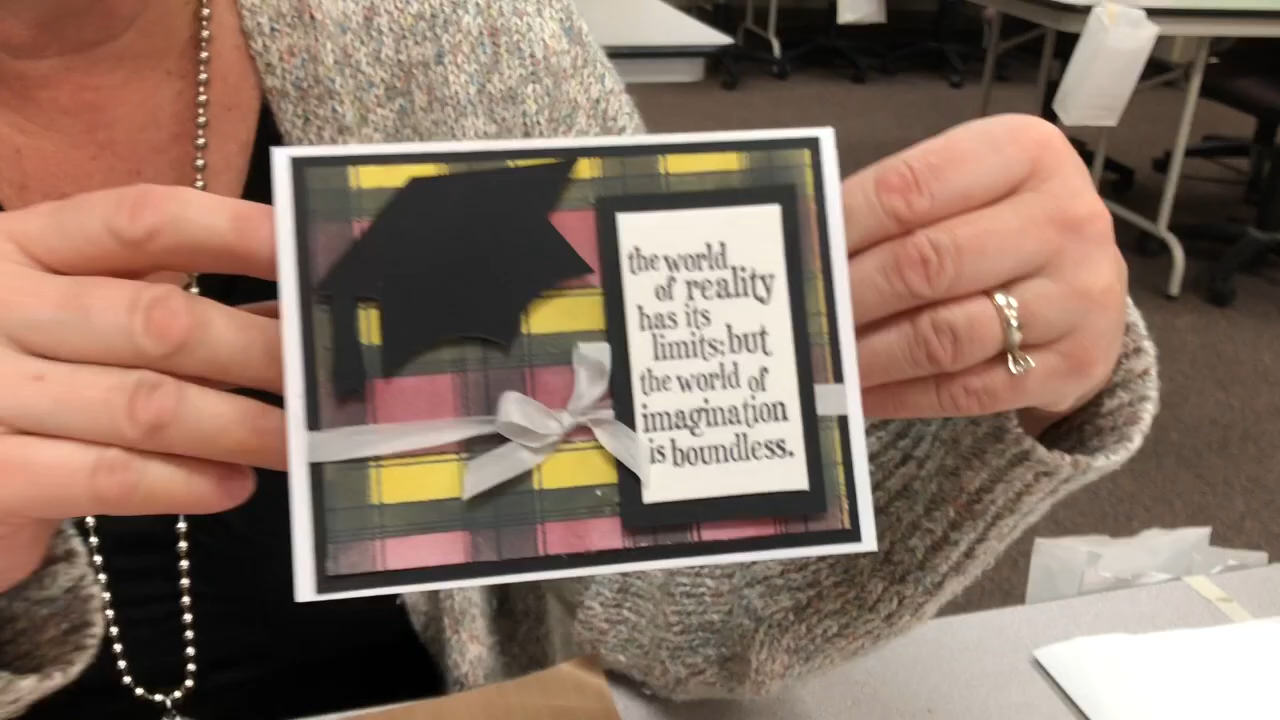 the world
of reality
has its
limits; but
the world of
imagination
is boundless.